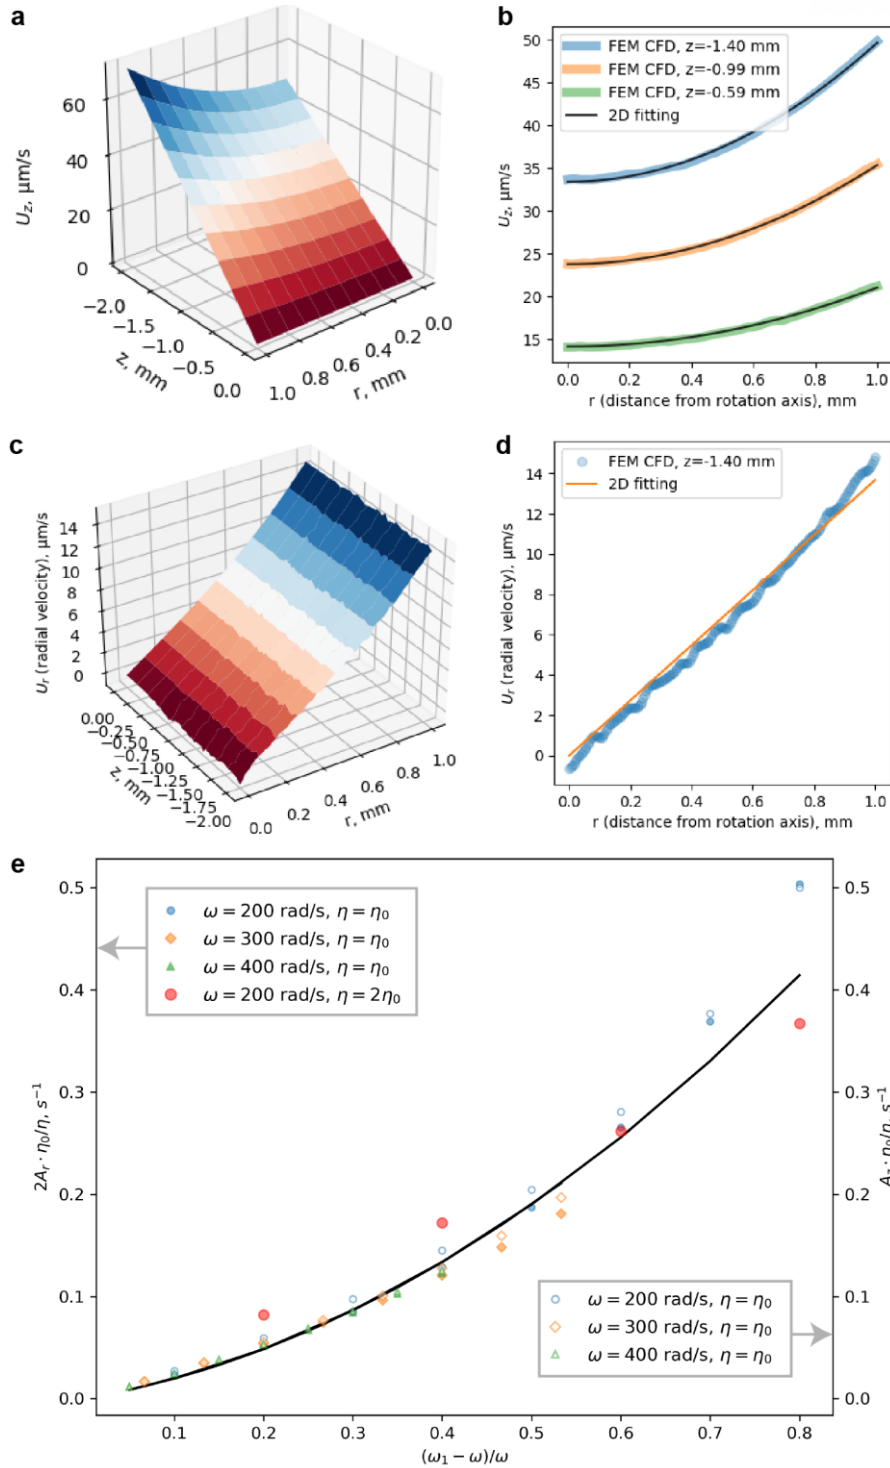 a
60
40
20
0
U_z, μm/s
−2.0
−1.5
−1.0
−0.5
0.0
z, mm
1.0
0.8
0.6
0.4
0.2
0.0
r, mm
b
FEM CFD, z=-1.40 mm
FEM CFD, z=-0.99 mm
FEM CFD, z=-0.59 mm
2D fitting
50
45
40
35
30
25
20
15
U_z, μm/s
0.0 0.2 0.4 0.6 0.8 1.0
r (distance from rotation axis), mm
c
14
12
10
8
6
4
2
0
U_r (radial velocity), μm/s
0.00
−0.25
−0.50
−0.75
−1.00
−1.25
−1.50
−1.75
−2.00
z, mm
0.0
0.2
0.4
0.6
0.8
1.0
r, mm
d
FEM CFD, z=-1.40 mm
2D fitting
14
12
10
8
6
4
2
0
U_r (radial velocity), μm/s
0.0 0.2 0.4 0.6 0.8 1.0
r (distance from rotation axis), mm
e
ω = 200 rad/s, η = η₀
ω = 300 rad/s, η = η₀
ω = 400 rad/s, η = η₀
ω = 200 rad/s, η = 2η₀
0.5
0.4
0.3
0.2
0.1
0.0
2A_r · η₀/η, s⁻¹
0.5
0.4
0.3
0.2
0.1
0.0
A_z · η₀/η, s⁻¹
ω = 200 rad/s, η = η₀
ω = 300 rad/s, η = η₀
ω = 400 rad/s, η = η₀
0.1 0.2 0.3 0.4 0.5 0.6 0.7 0.8
(ω₁ − ω)/ω